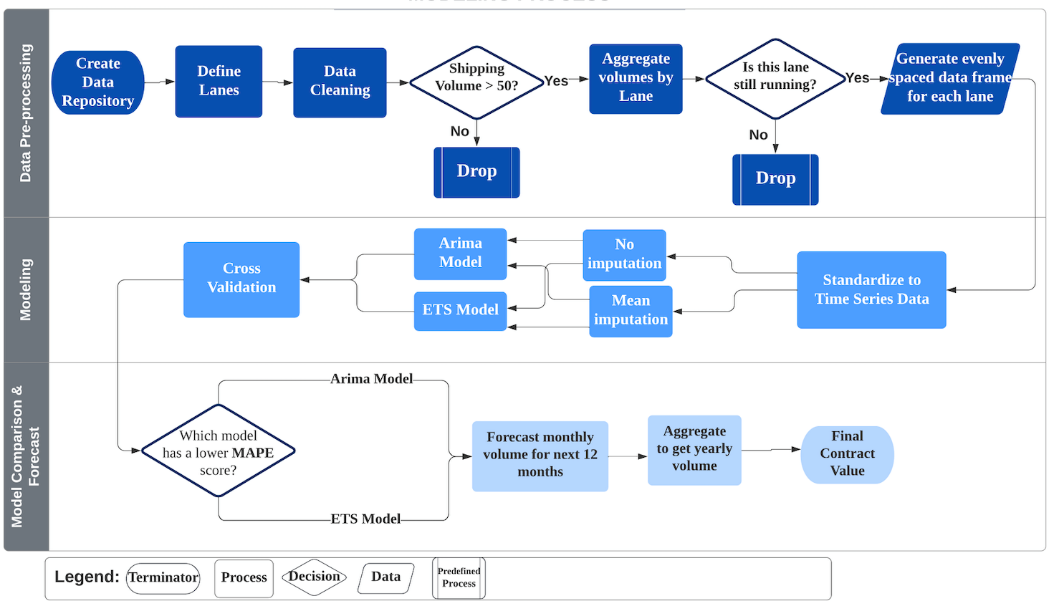 MODELING PROCESS
Data Pre-processing
Create
Data
Repository
Define
Lanes
Data
Cleaning
Shipping
Volume > 50?
Yes
No
Drop
Aggregate
volumes by
Lane
Is this lane
still running?
Yes
No
Drop
Generate evenly
spaced data frame
for each lane
Modeling
Standardize to
Time Series Data
No
imputation
Mean
imputation
Arima
Model
ETS Model
Cross
Validation
Model Comparison &
Forecast
Which model
has a lower MAPE
score?
Arima Model
ETS Model
Forecast monthly
volume for next 12
months
Aggregate
to get yearly
volume
Final
Contract
Value
Legend:
Terminator
Process
Decision
Data
Predefined
Process